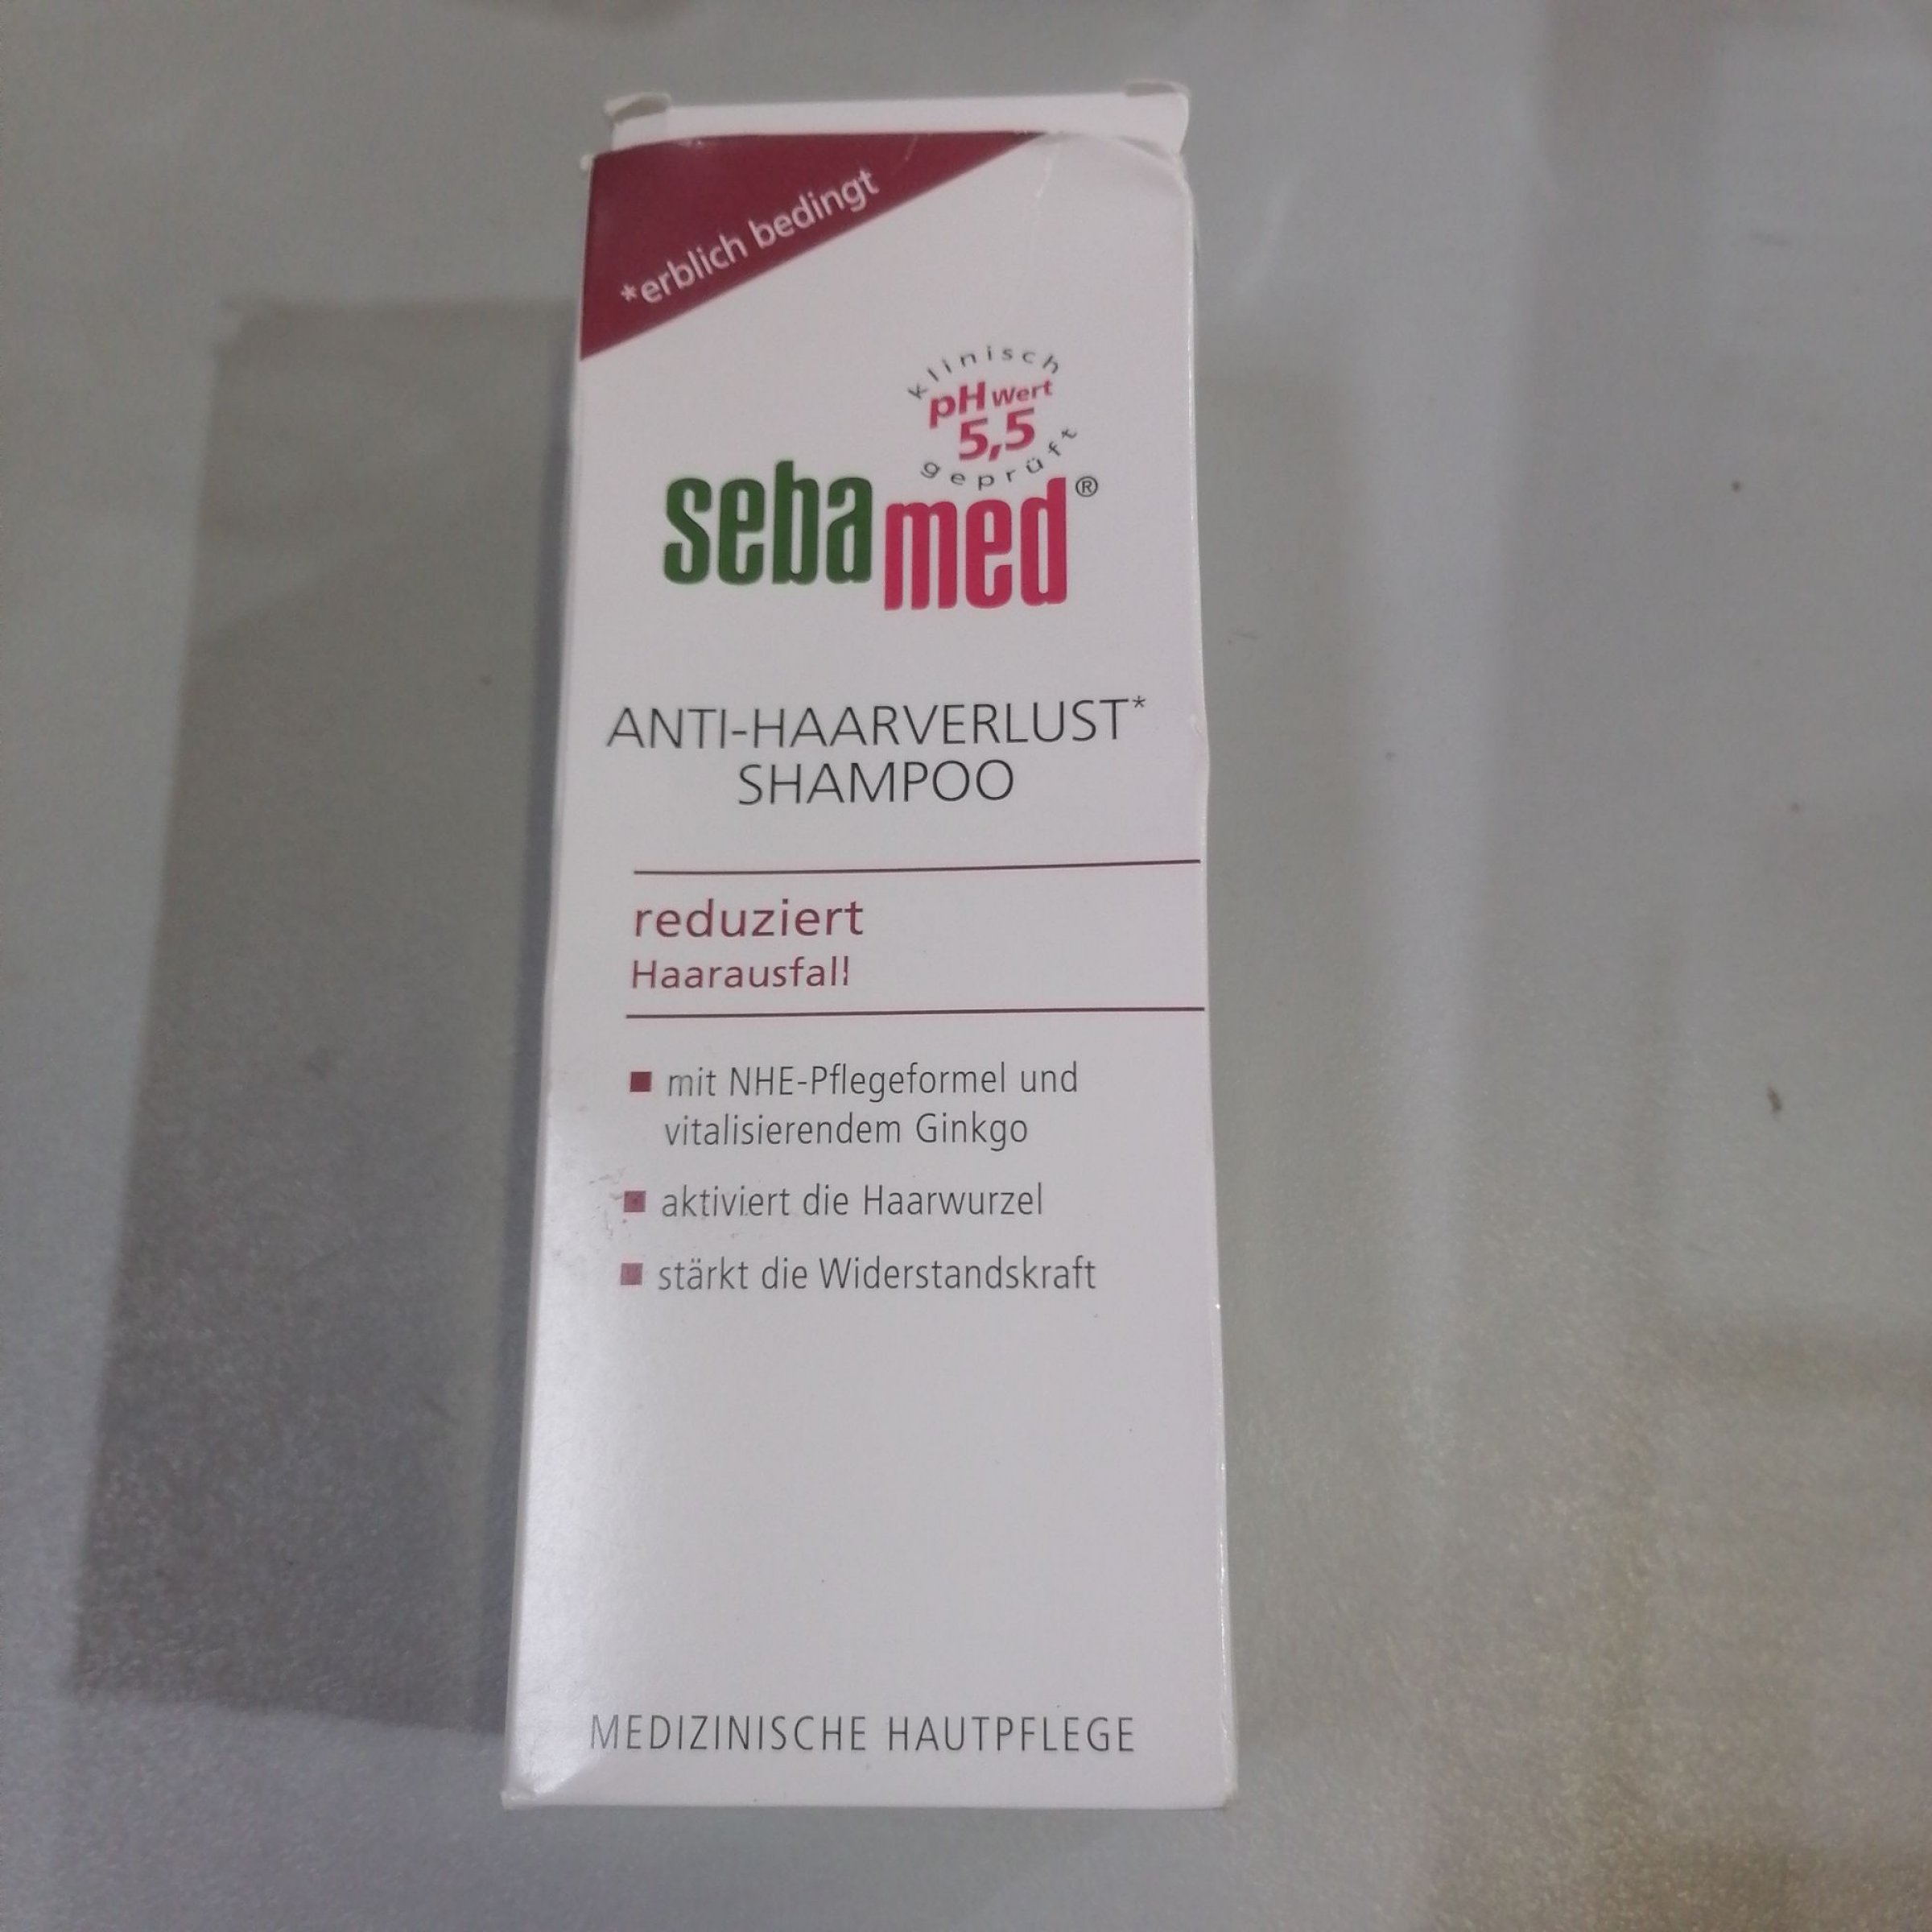 *erblich bedingt
klinisch
pH Wert
5,5
geprüft
sebamed®
ANTI-HAARVERLUST*
SHAMPOO
reduziert
Haarausfall
mit NHE-Pflegeformel und
vitalisierendem Ginkgo
aktiviert die Haarwurzel
stärkt die Widerstandskraft
MEDIZINISCHE HAUTPFLEGE